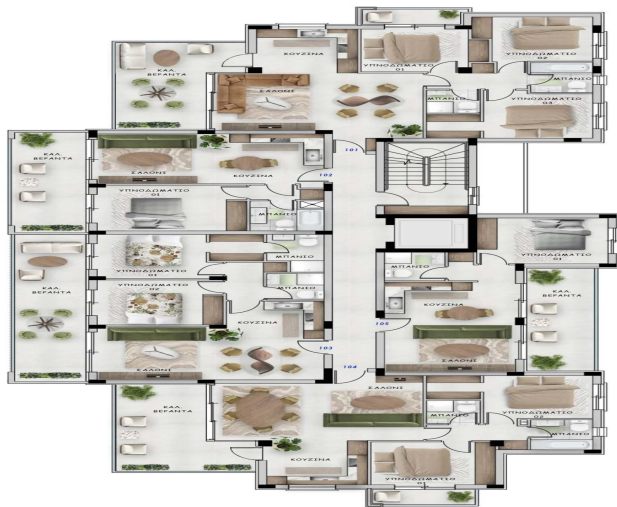 ΚΟΥΖΙΝΑ
ΥΠΝΟΔΩΜΑΤΙΟ
01
ΥΠΝΟΔΩΜΑΤΙΟ
02
ΚΑΛ.
ΒΕΡΑΝΤΑ
ΣΑΛΟΝΙ
ΜΠΑΝΙΟ
ΜΠΑΝΙΟ
ΥΠΝΟΔΩΜΑΤΙΟ
03
101
ΚΑΛ.
ΒΕΡΑΝΤΑ
ΣΑΛΟΝΙ
ΚΟΥΖΙΝΑ
102
ΥΠΝΟΔΩΜΑΤΙΟ
01
ΜΠΑΝΙΟ
ΚΑΛ.
ΒΕΡΑΝΤΑ
ΥΠΝΟΔΩΜΑΤΙΟ
01
ΜΠΑΝΙΟ
ΥΠΝΟΔΩΜΑΤΙΟ
02
ΜΠΑΝΙΟ
ΚΟΥΖΙΝΑ
ΣΑΛΟΝΙ
103
ΥΠΝΟΔΩΜΑΤΙΟ
01
ΜΠΑΝΙΟ
ΚΟΥΖΙΝΑ
ΚΑΛ.
ΒΕΡΑΝΤΑ
105
ΣΑΛΟΝΙ
104
ΣΑΛΟΝΙ
ΚΑΛ.
ΒΕΡΑΝΤΑ
ΜΠΑΝΙΟ
ΥΠΝΟΔΩΜΑΤΙΟ
02
ΜΠΑΝΙΟ
ΚΟΥΖΙΝΑ
ΥΠΝΟΔΩΜΑΤΙΟ
01